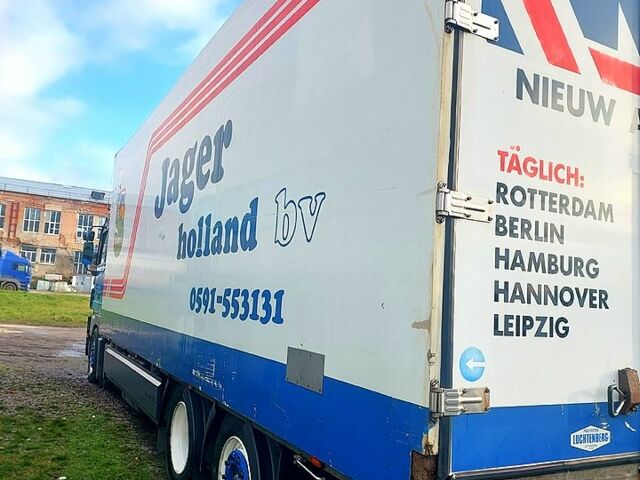 Jager
holland bv
0591-553131
NIEUW
TÄGLICH:
ROTTERDAM
BERLIN
HAMBURG
HANNOVER
LEIPZIG
LUCHTENBERG